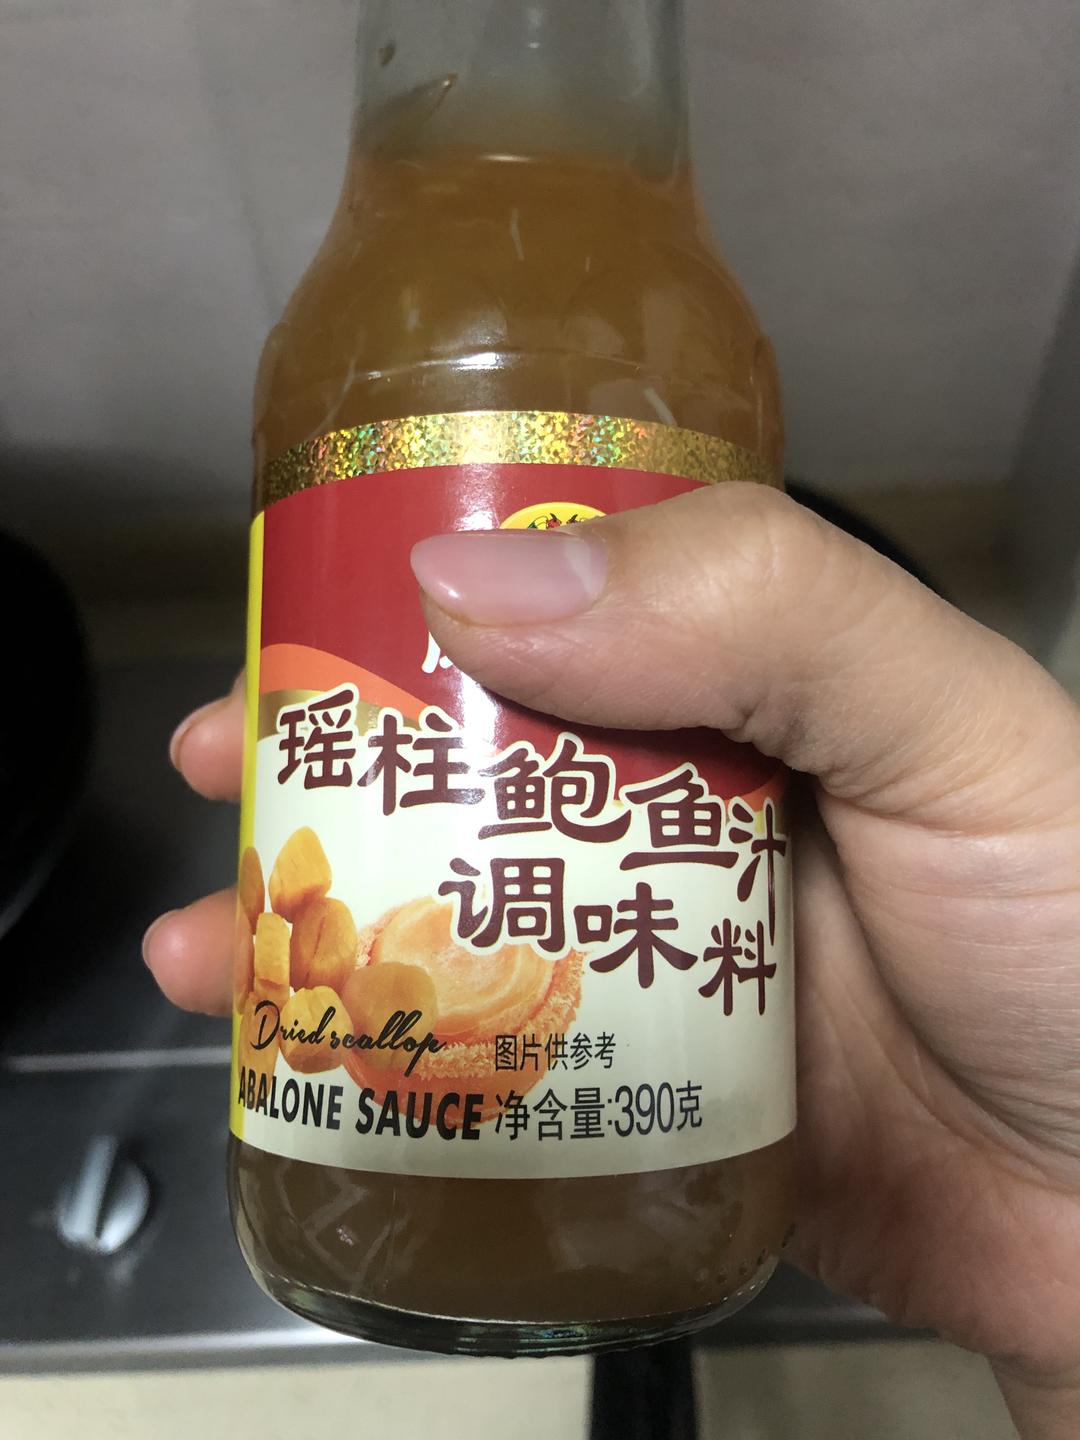 瑶柱鲍鱼汁
调味料
Dried scallop
ABALONE SAUCE
图片供参考
净含量:390克